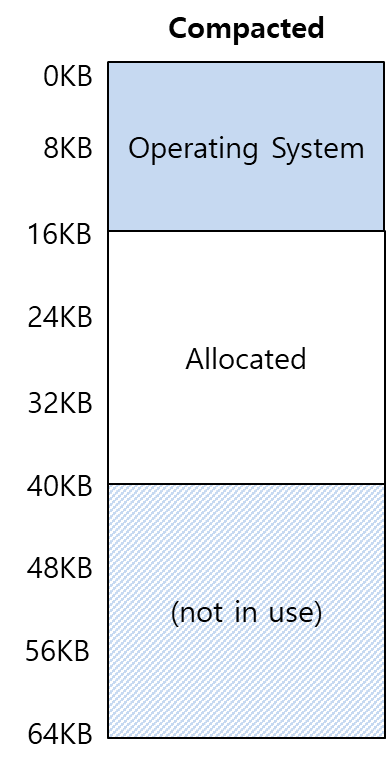 Compacted
0KB
8KB
Operating System
16KB
24KB
Allocated
32KB
40KB
48KB
(not in use)
56KB
64KB